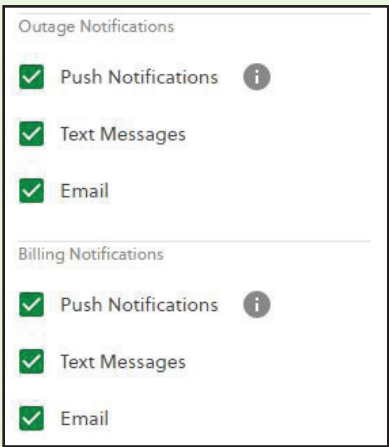 Outage Notifications
Push Notifications
Text Messages
Email
Billing Notifications
Push Notifications
Text Messages
Email